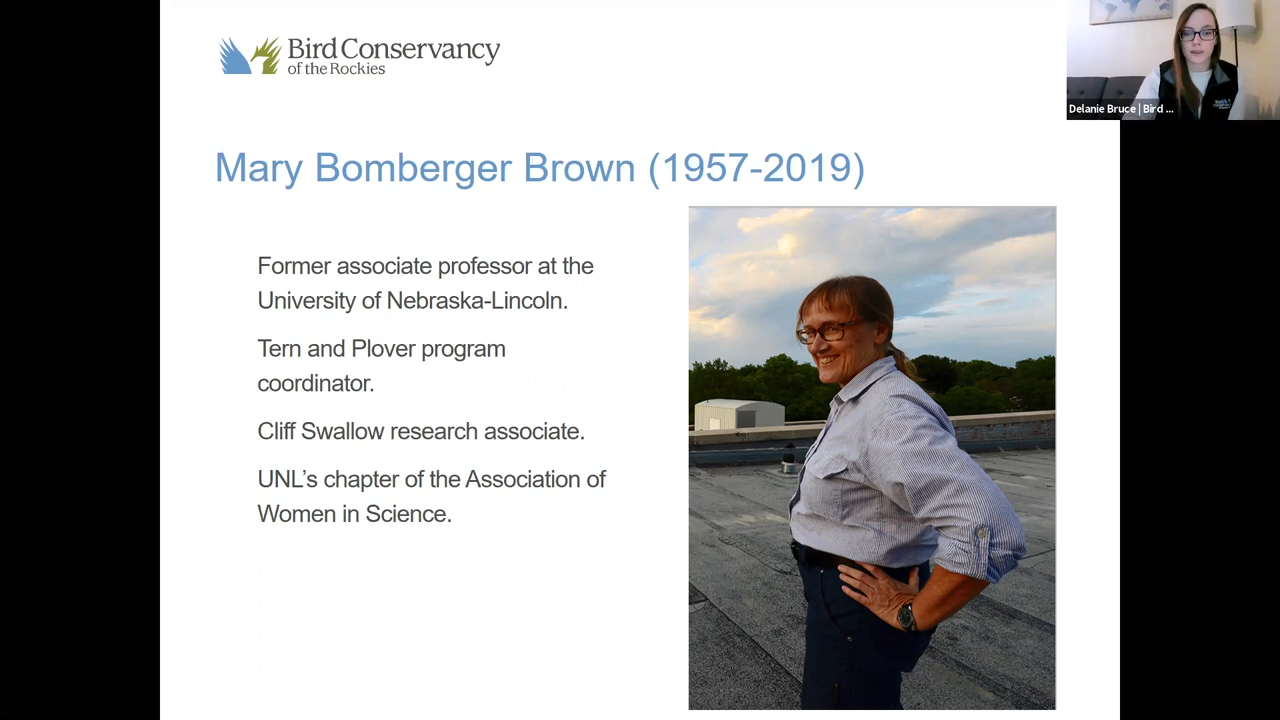 Bird Conservancy
of the Rockies
Delanie Bruce | Bird ...
Mary Bomberger Brown (1957-2019)
Former associate professor at the
University of Nebraska-Lincoln.
Tern and Plover program
coordinator.
Cliff Swallow research associate.
UNL’s chapter of the Association of
Women in Science.